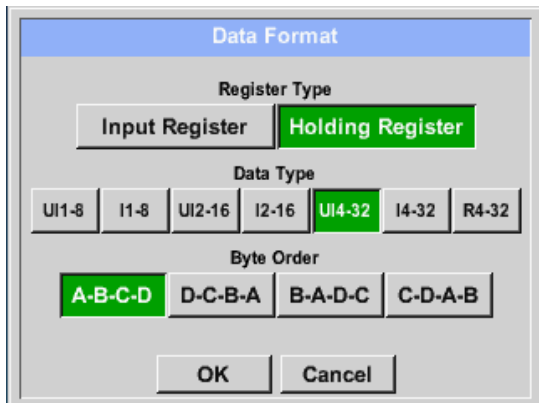 Data Format
Register Type
Input Register Holding Register
Data Type
UI1-8 I1-8 UI2-16 I2-16 UI4-32 I4-32 R4-32
Byte Order
A-B-C-D D-C-B-A B-A-D-C C-D-A-B
OK Cancel